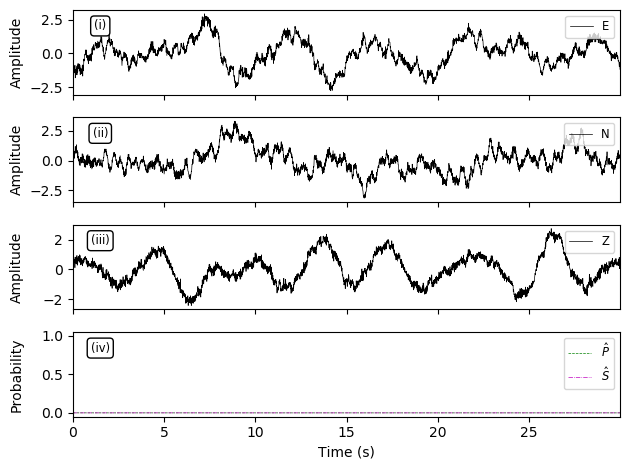 (i)
E
Amplitude
2.5
0.0
−2.5
(ii)
N
Amplitude
2.5
0.0
−2.5
(iii)
Z
Amplitude
2
0
−2
(iv)
P̂
Ŝ
Probability
1.0
0.5
0.0
0 5 10 15 20 25
Time (s)